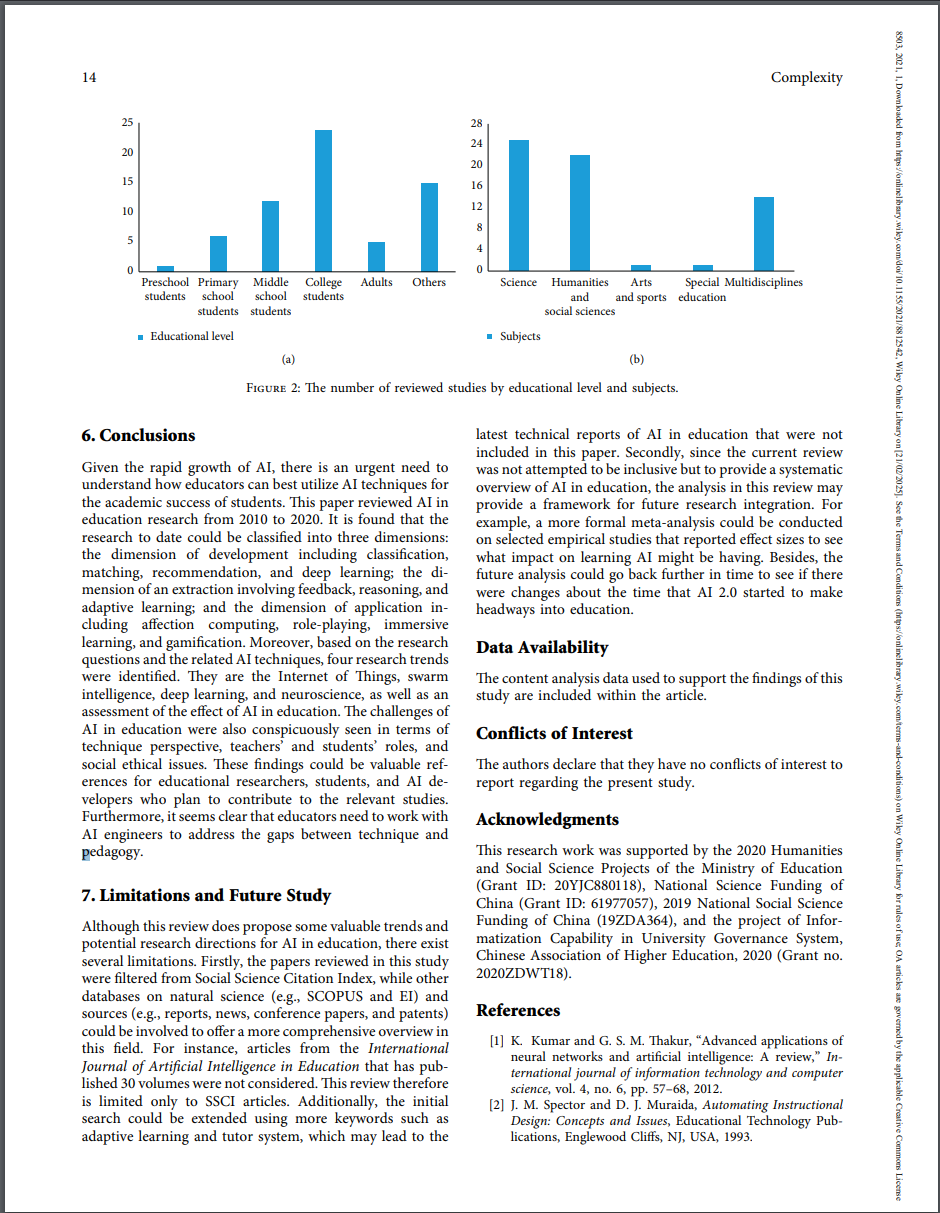 14
Complexity
25
20
15
10
5
0
Preschool students
Primary school students
Middle school students
College students
Adults
Others
Educational level
(a)
28
24
20
16
12
8
4
0
Science
Humanities and social sciences
Arts and sports
Special education
Multidisciplines
Subjects
(b)
FIGURE 2: The number of reviewed studies by educational level and subjects.
6. Conclusions
Given the rapid growth of AI, there is an urgent need to
understand how educators can best utilize AI techniques for
the academic success of students. This paper reviewed AI in
education research from 2010 to 2020. It is found that the
research to date could be classified into three dimensions:
the dimension of development including classification,
matching, recommendation, and deep learning; the di-
mension of an extraction involving feedback, reasoning, and
adaptive learning; and the dimension of application in-
cluding affection computing, role-playing, immersive
learning, and gamification. Moreover, based on the research
questions and the related AI techniques, four research trends
were identified. They are the Internet of Things, swarm
intelligence, deep learning, and neuroscience, as well as an
assessment of the effect of AI in education. The challenges of
AI in education were also conspicuously seen in terms of
technique perspective, teachers' and students' roles, and
social ethical issues. These findings could be valuable ref-
erences for educational researchers, students, and AI de-
velopers who plan to contribute to the relevant studies.
Furthermore, it seems clear that educators need to work with
AI engineers to address the gaps between technique and
pedagogy.
7. Limitations and Future Study
Although this review does propose some valuable trends and
potential research directions for AI in education, there exist
several limitations. Firstly, the papers reviewed in this study
were filtered from Social Science Citation Index, while other
databases on natural science (e.g., SCOPUS and EI) and
sources (e.g., reports, news, conference papers, and patents)
could be involved to offer a more comprehensive overview in
this field. For instance, articles from the International
Journal of Artificial Intelligence in Education that has pub-
lished 30 volumes were not considered. This review therefore
is limited only to SSCI articles. Additionally, the initial
search could be extended using more keywords such as
adaptive learning and tutor system, which may lead to the
latest technical reports of AI in education that were not
included in this paper. Secondly, since the current review
was not attempted to be inclusive but to provide a systematic
overview of AI in education, the analysis in this review may
provide a framework for future research integration. For
example, a more formal meta-analysis could be conducted
on selected empirical studies that reported effect sizes to see
what impact on learning AI might be having. Besides, the
future analysis could go back further in time to see if there
were changes about the time that AI 2.0 started to make
headways into education.
Data Availability
The content analysis data used to support the findings of this
study are included within the article.
Conflicts of Interest
The authors declare that they have no conflicts of interest to
report regarding the present study.
Acknowledgments
This research work was supported by the 2020 Humanities
and Social Science Projects of the Ministry of Education
(Grant ID: 20YJC880118), National Science Funding of
China (Grant ID: 61977057), 2019 National Social Science
Funding of China (19ZDA364), and the project of Infor-
matization Capability in University Governance System,
Chinese Association of Higher Education, 2020 (Grant no.
2020ZDWT18).
References
[1] K. Kumar and G. S. M. Thakur, “Advanced applications of
neural networks and artificial intelligence: A review,” In-
ternational journal of information technology and computer
science, vol. 4, no. 6, pp. 57–68, 2012.
[2] J. M. Spector and D. J. Muraida, Automating Instructional
Design: Concepts and Issues, Educational Technology Pub-
lications, Englewood Cliffs, NJ, USA, 1993.
8503, 2021, 1, Downloaded from https://onlinelibrary.wiley.com/doi/10.1155/2021/8812542, Wiley Online Library on [21/02/2025]. See the Terms and Conditions (https://onlinelibrary.wiley.com/terms-and-conditions) on Wiley Online Library for rules of use; OA articles are governed by the applicable Creative Commons License